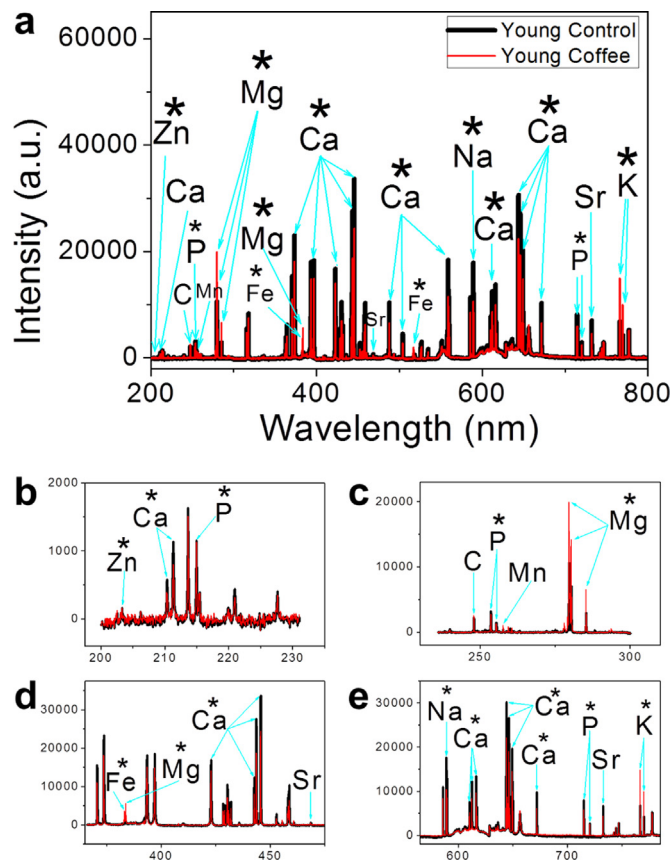 a
Young Control
Young Coffee
Intensity (a.u.)
60000
40000
20000
0
* Zn
Ca
C
* P
Mn
* Mg
* Mg
* Fe
* Ca
Sr
* Ca
* Fe
* Na
* Ca
* Ca
* P
Sr
* K
200 400 600 800
Wavelength (nm)
b
2000
1000
0
* Zn
* Ca
* P
200 210 220 230
c
20000
10000
0
C
* P
Mn
* Mg
250 300
d
30000
20000
10000
0
* Fe
* Mg
* Ca
Sr
400 450
e
30000
20000
10000
0
* Na
* Ca
* Ca
* Ca
* P
Sr
* K
600 700